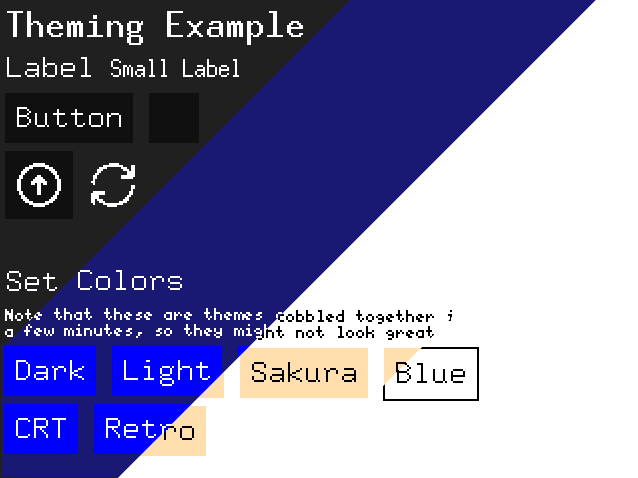 Theming Example
Label Small Label
Button
Set Colors
Note that these are themes cobbled together i
a few minutes, so they might not look great
Dark Light Sakura Blue
CRT Retro